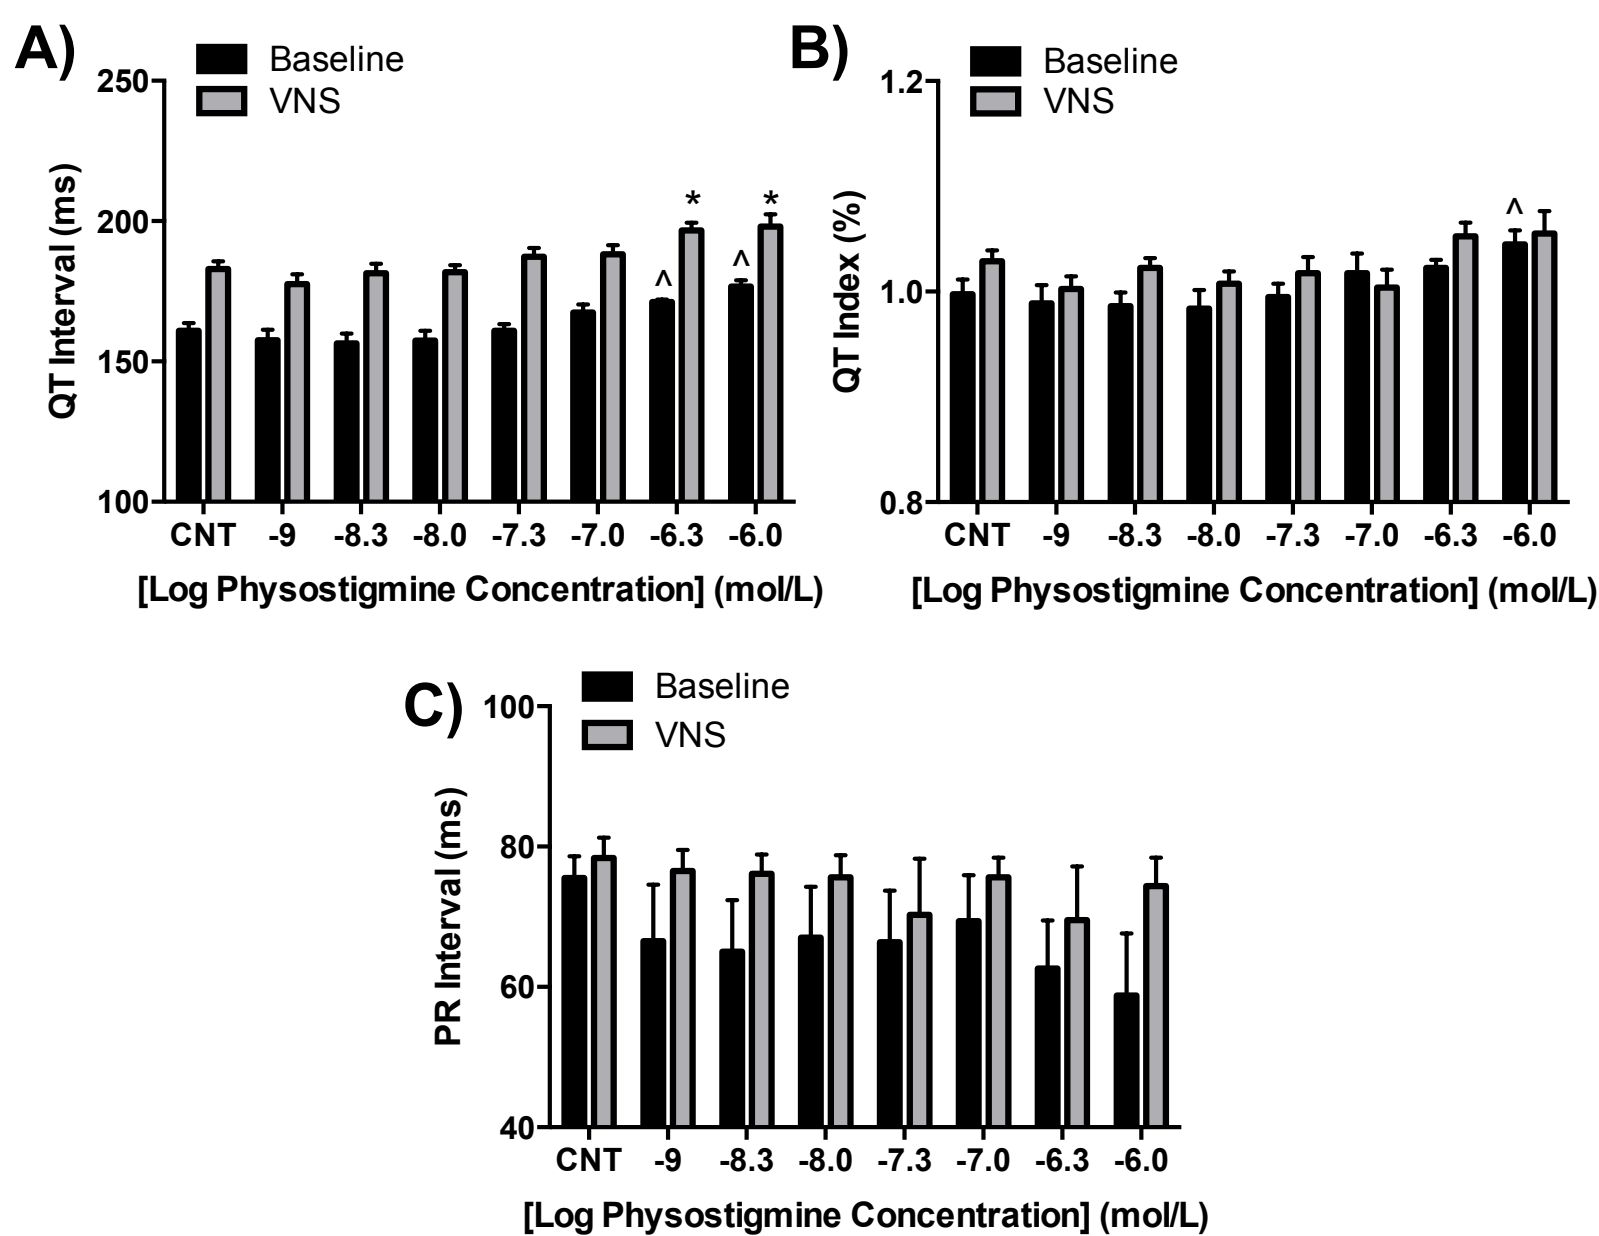 A)
Baseline
VNS
250
200
150
100
QT Interval (ms)
^
*
^
*
CNT -9 -8.3 -8.0 -7.3 -7.0 -6.3 -6.0
[Log Physostigmine Concentration] (mol/L)
B)
Baseline
VNS
1.2
1.0
0.8
QT Index (%)
^
CNT -9 -8.3 -8.0 -7.3 -7.0 -6.3 -6.0
[Log Physostigmine Concentration] (mol/L)
C)
Baseline
VNS
100
80
60
40
PR Interval (ms)
CNT -9 -8.3 -8.0 -7.3 -7.0 -6.3 -6.0
[Log Physostigmine Concentration] (mol/L)